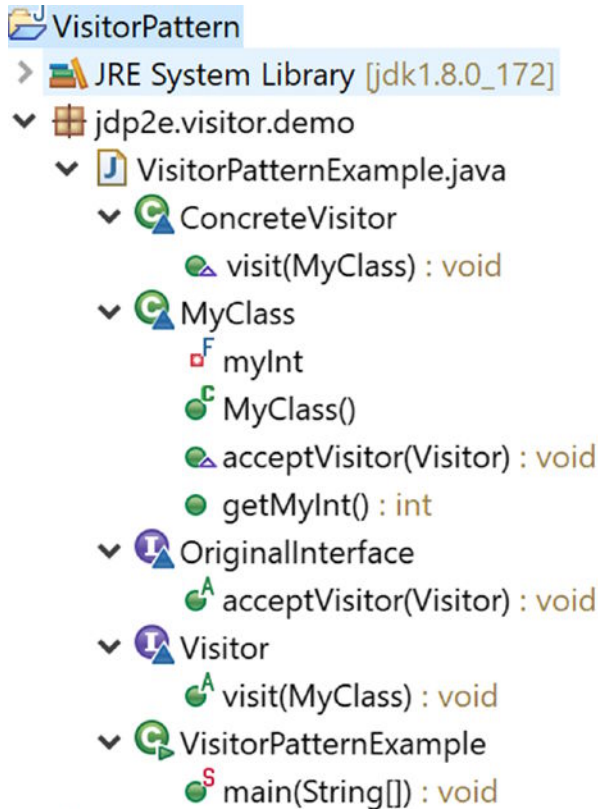 VisitorPattern
JRE System Library [jdk1.8.0_172]
jdp2e.visitor.demo
VisitorPatternExample.java
ConcreteVisitor
visit(MyClass) : void
MyClass
myInt
MyClass()
acceptVisitor(Visitor) : void
getMyInt() : int
OriginalInterface
acceptVisitor(Visitor) : void
Visitor
visit(MyClass) : void
VisitorPatternExample
main(String[]) : void